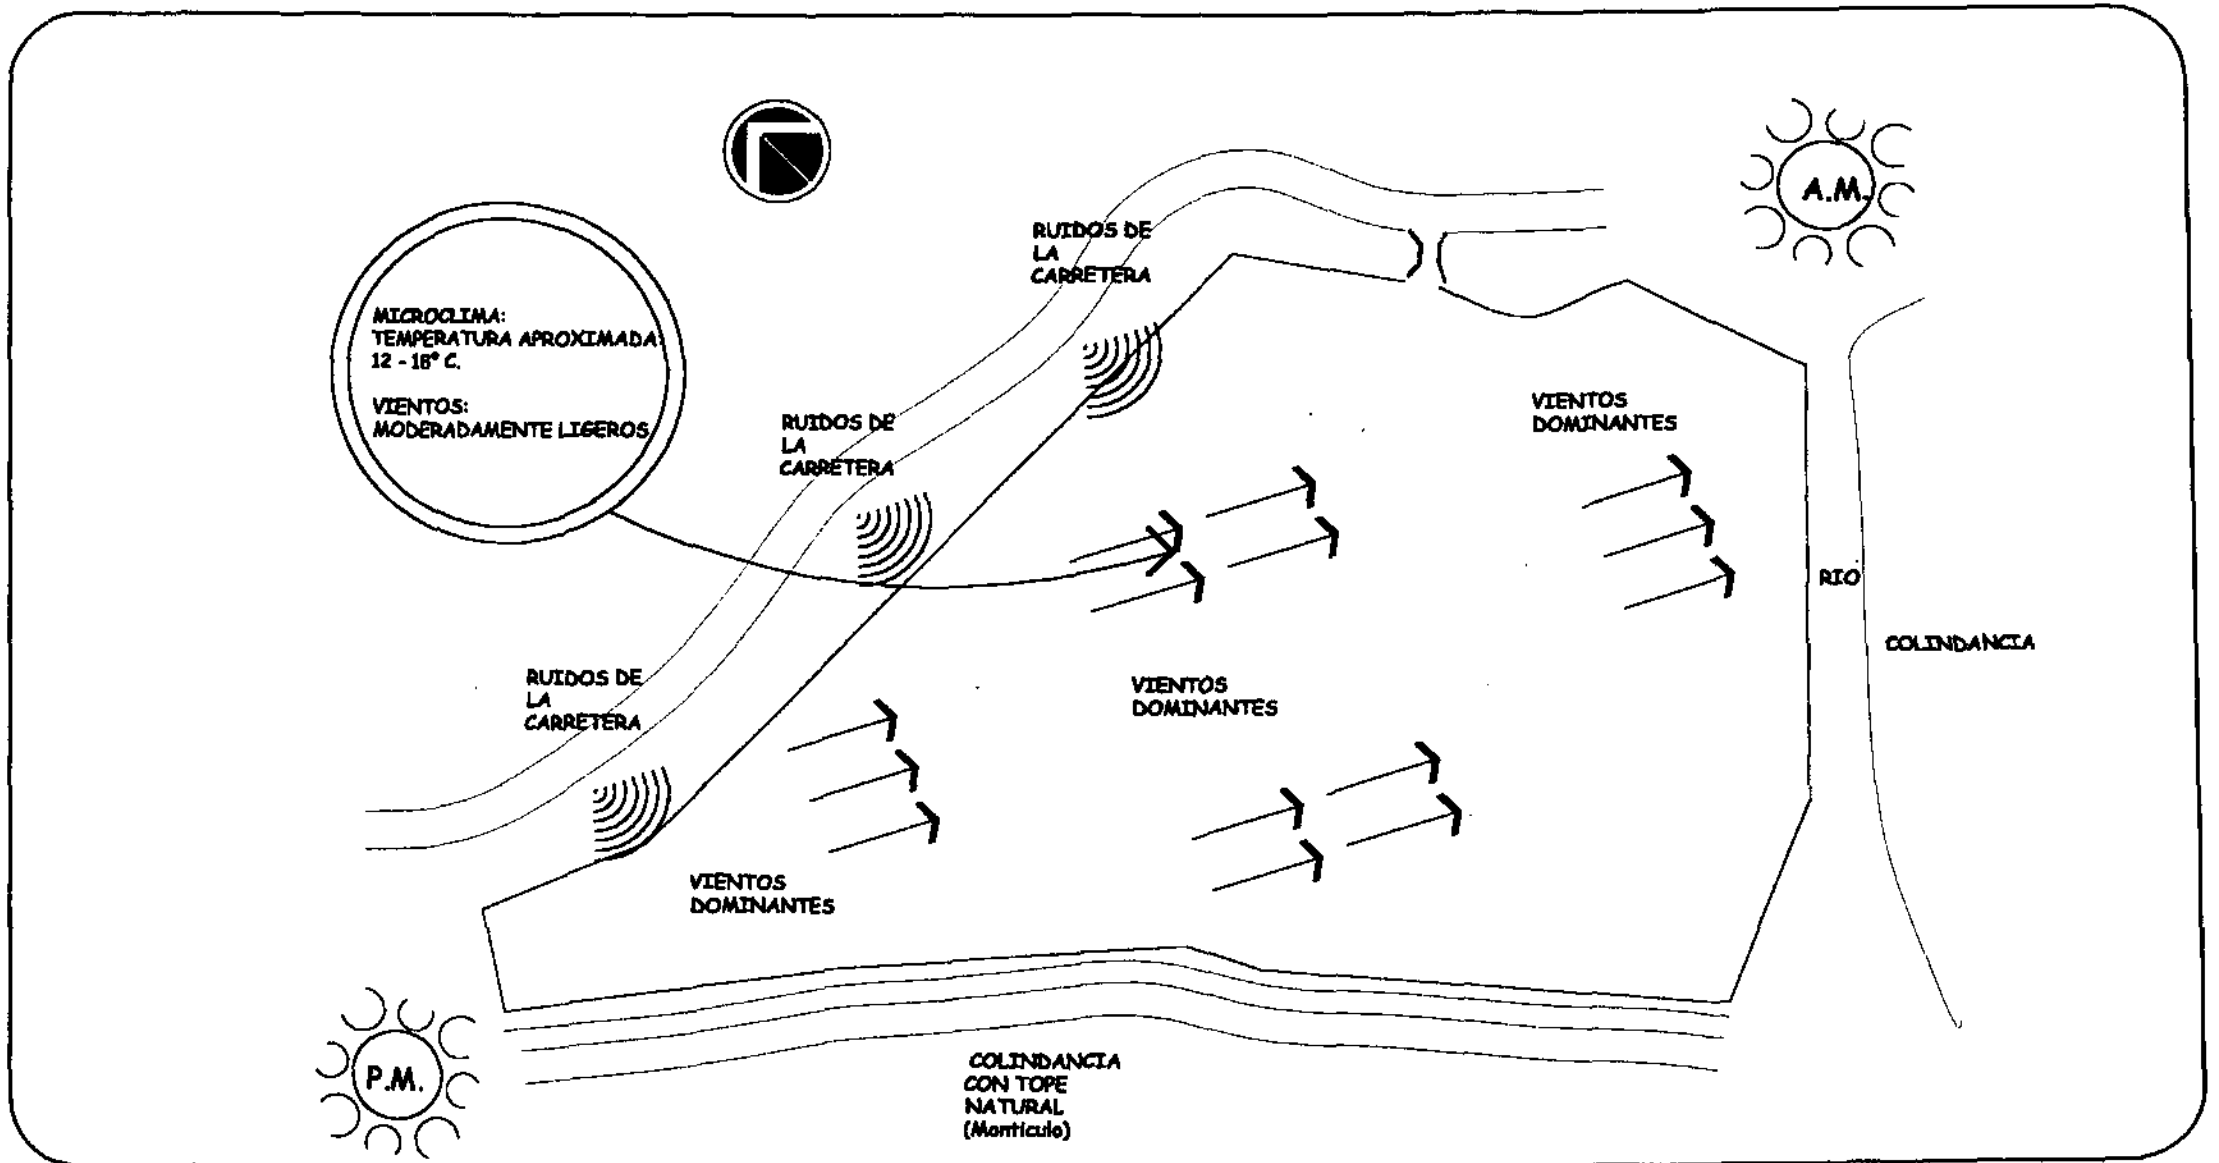 A.M.
RUIDOS DE
LA
CARRETERA
MICROCLIMA:
TEMPERATURA APROXIMADA:
12 - 18° C.
VIENTOS:
MODERADAMENTE LIGEROS
RUIDOS DE
LA
CARRETERA
VIENTOS
DOMINANTES
RIO
COLINDANCIA
RUIDOS DE
LA
CARRETERA
VIENTOS
DOMINANTES
VIENTOS
DOMINANTES
P.M.
COLINDANCIA
CON TOPE
NATURAL
(Monticulo)